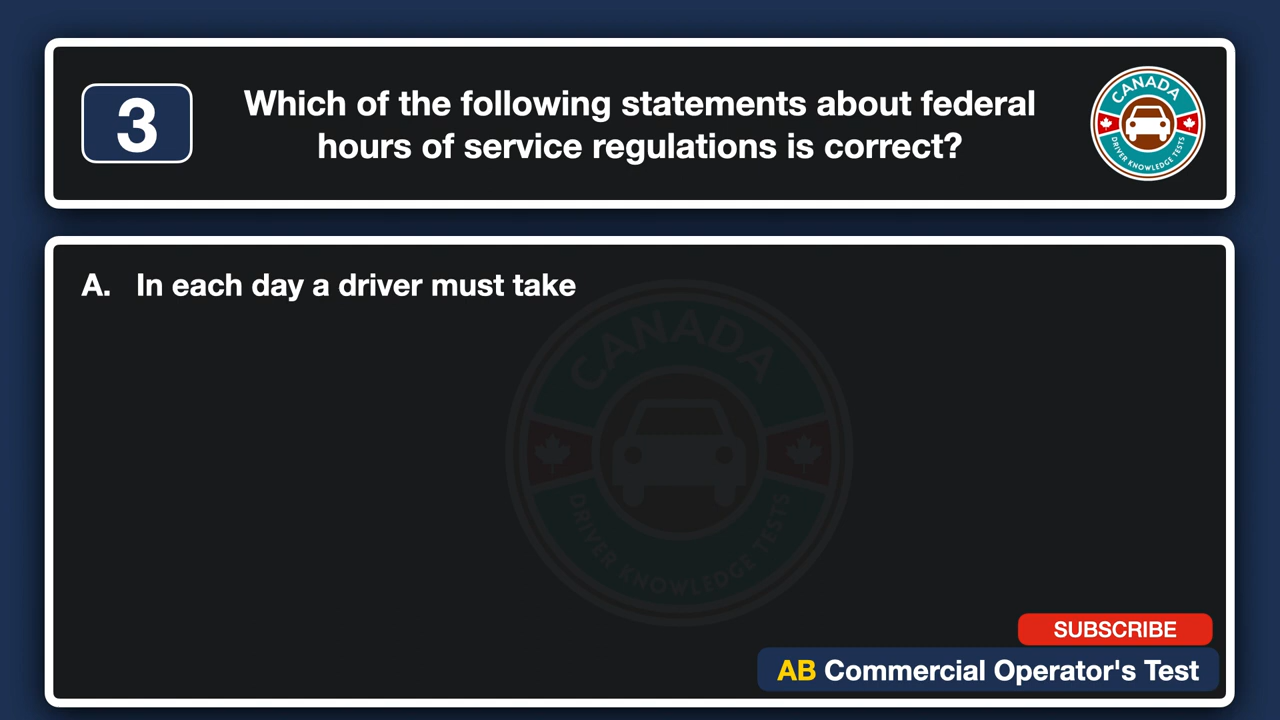 3
Which of the following statements about federal
hours of service regulations is correct?
CANADA
DRIVER KNOWLEDGE TESTS
A. In each day a driver must take
CANADA
DRIVER KNOWLEDGE TESTS
SUBSCRIBE
AB Commercial Operator's Test